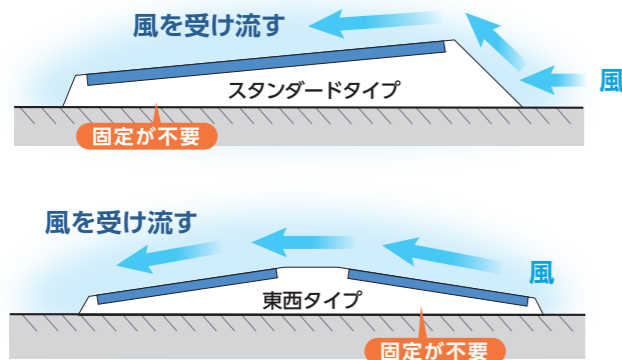 風を受け流す
風
スタンダードタイプ
固定が不要
風を受け流す
風
東西タイプ
固定が不要